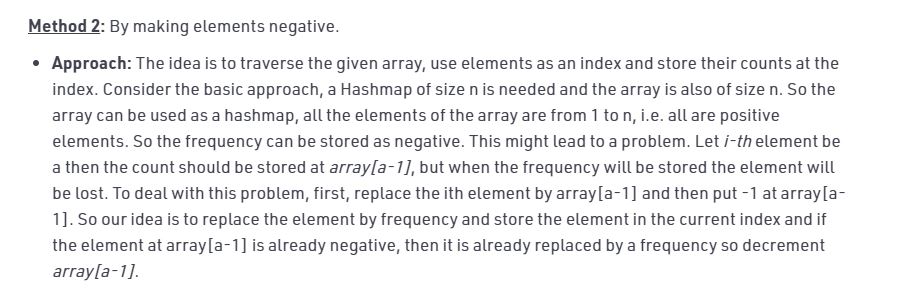 Method 2: By making elements negative.
• Approach: The idea is to traverse the given array, use elements as an index and store their counts at the
index. Consider the basic approach, a Hashmap of size n is needed and the array is also of size n. So the
array can be used as a hashmap, all the elements of the array are from 1 to n, i.e. all are positive
elements. So the frequency can be stored as negative. This might lead to a problem. Let i-th element be
a then the count should be stored at array[a-1], but when the frequency will be stored the element will
be lost. To deal with this problem, first, replace the ith element by array[a-1] and then put -1 at array[a-
1]. So our idea is to replace the element by frequency and store the element in the current index and if
the element at array[a-1] is already negative, then it is already replaced by a frequency so decrement
array[a-1].